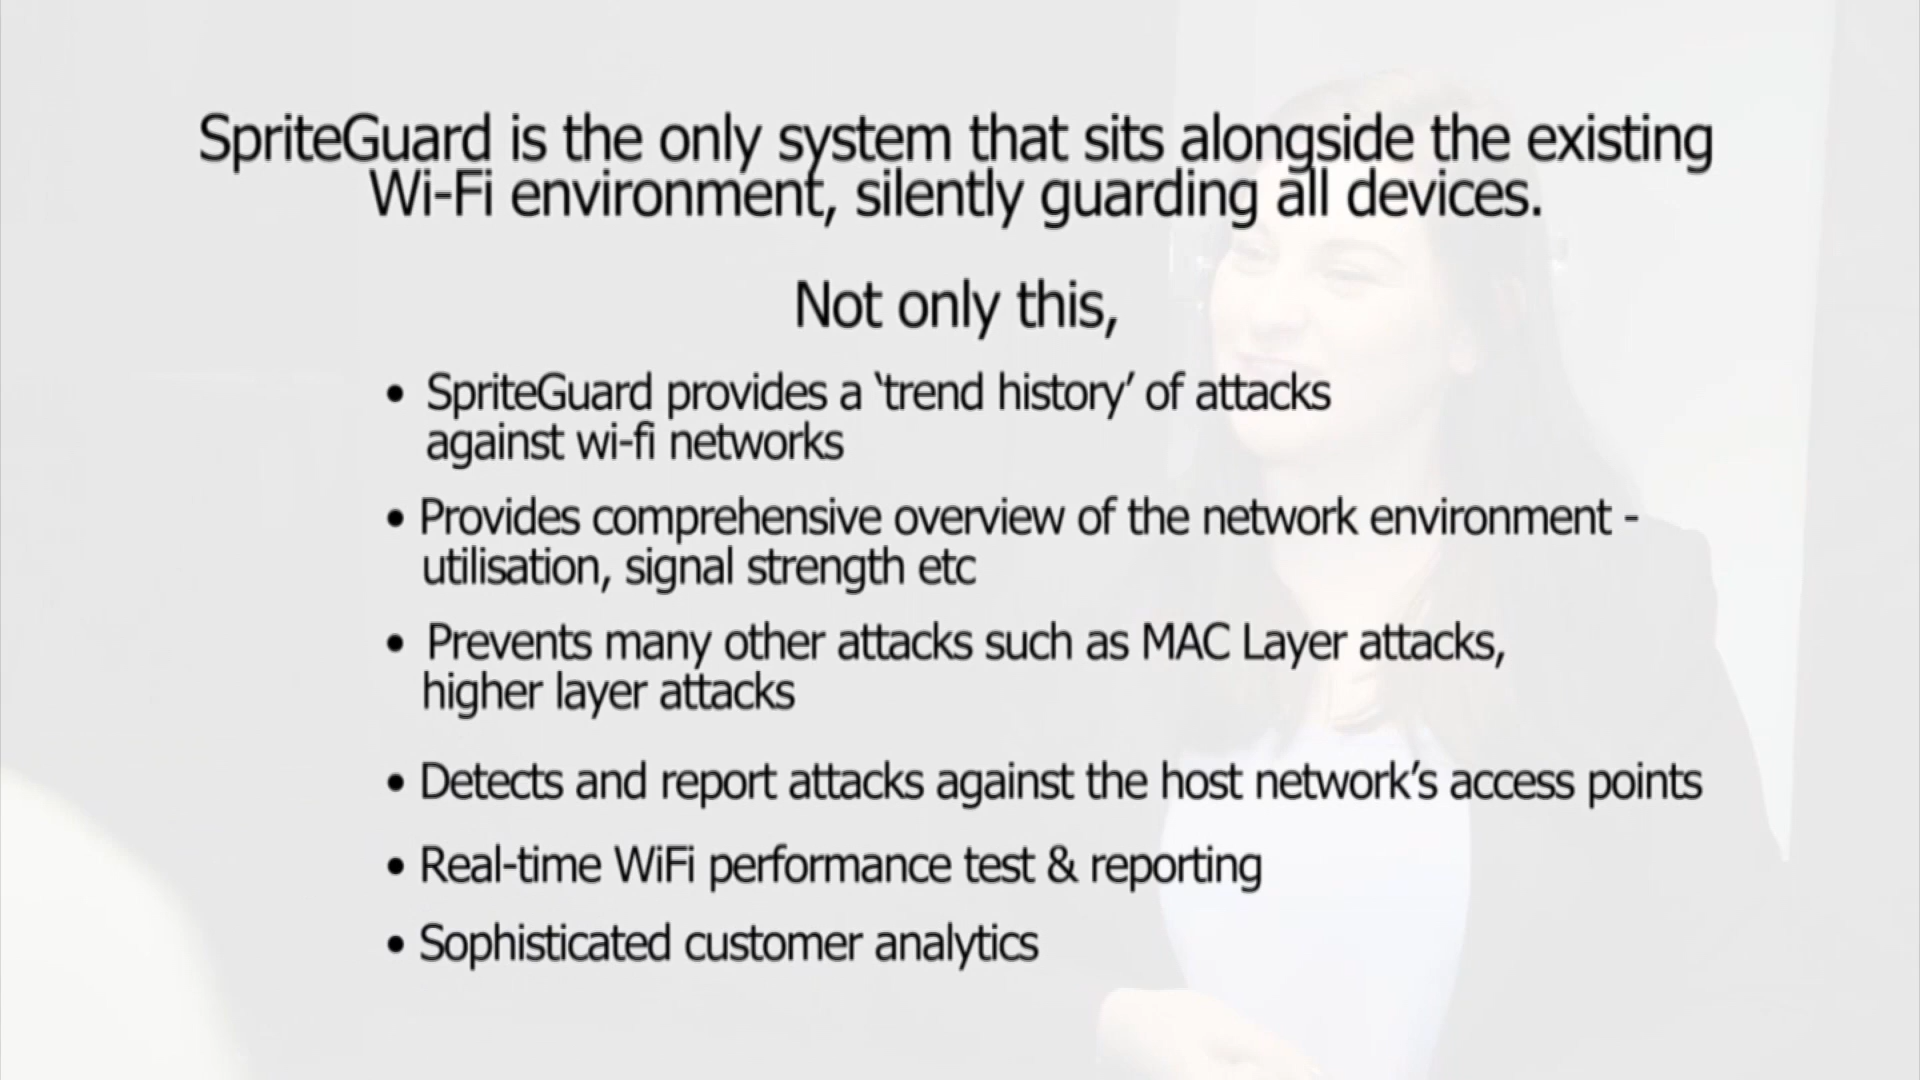 SpriteGuard is the only system that sits alongside the existing
Wi-Fi environment, silently guarding all devices.
Not only this,
• SpriteGuard provides a ‘trend history’ of attacks
against wi-fi networks
• Provides comprehensive overview of the network environment -
utilisation, signal strength etc
• Prevents many other attacks such as MAC Layer attacks,
higher layer attacks
• Detects and report attacks against the host network’s access points
• Real-time WiFi performance test & reporting
• Sophisticated customer analytics